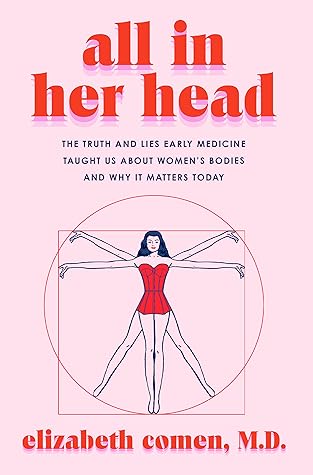 all in
her head
THE TRUTH AND LIES EARLY MEDICINE
TAUGHT US ABOUT WOMEN'S BODIES
AND WHY IT MATTERS TODAY
elizabeth comen, M.D.